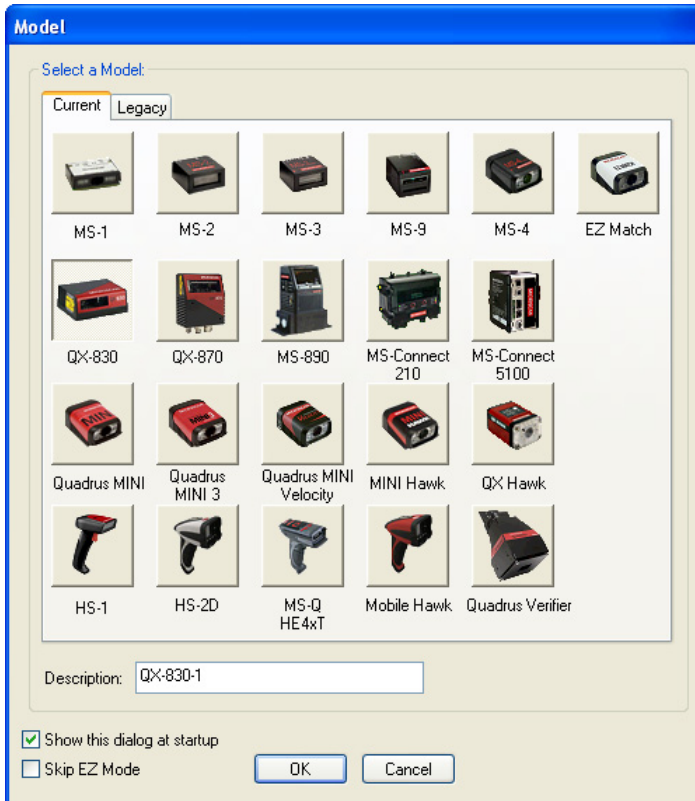 Model
Select a Model:
Current Legacy
MS-1 MS-2 MS-3 MS-9 MS-4 EZ Match
QX-830 QX-870 MS-890 MS-Connect 210 MS-Connect 5100
Quadrus MINI Quadrus MINI 3 Quadrus MINI Velocity MINI Hawk QX Hawk
HS-1 HS-2D MS-Q HE4xT Mobile Hawk Quadrus Verifier
Description: QX-830-1
Show this dialog at startup
Skip EZ Mode OK Cancel